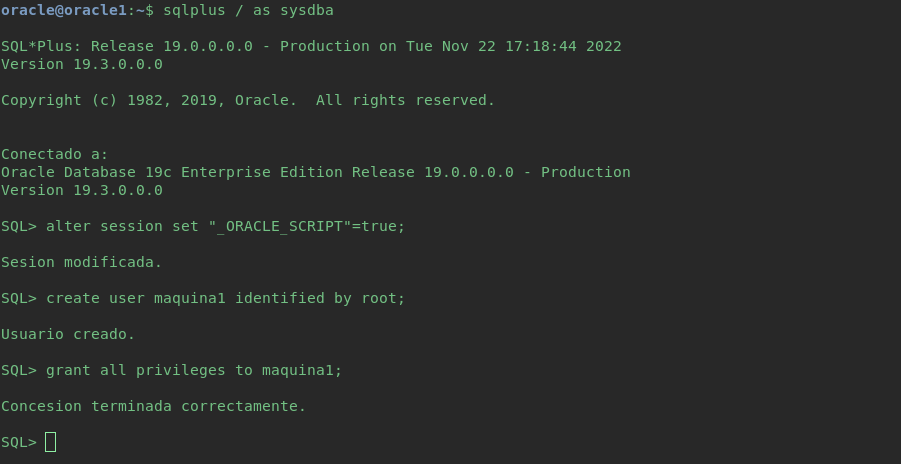 oracle@oracle1:~$ sqlplus / as sysdba
SQL*Plus: Release 19.0.0.0.0 - Production on Tue Nov 22 17:18:44 2022
Version 19.3.0.0.0
Copyright (c) 1982, 2019, Oracle.  All rights reserved.
Conectado a:
Oracle Database 19c Enterprise Edition Release 19.0.0.0.0 - Production
Version 19.3.0.0.0
SQL> alter session set "_ORACLE_SCRIPT"=true;
Sesion modificada.
SQL> create user maquina1 identified by root;
Usuario creado.
SQL> grant all privileges to maquina1;
Concesion terminada correctamente.
SQL>